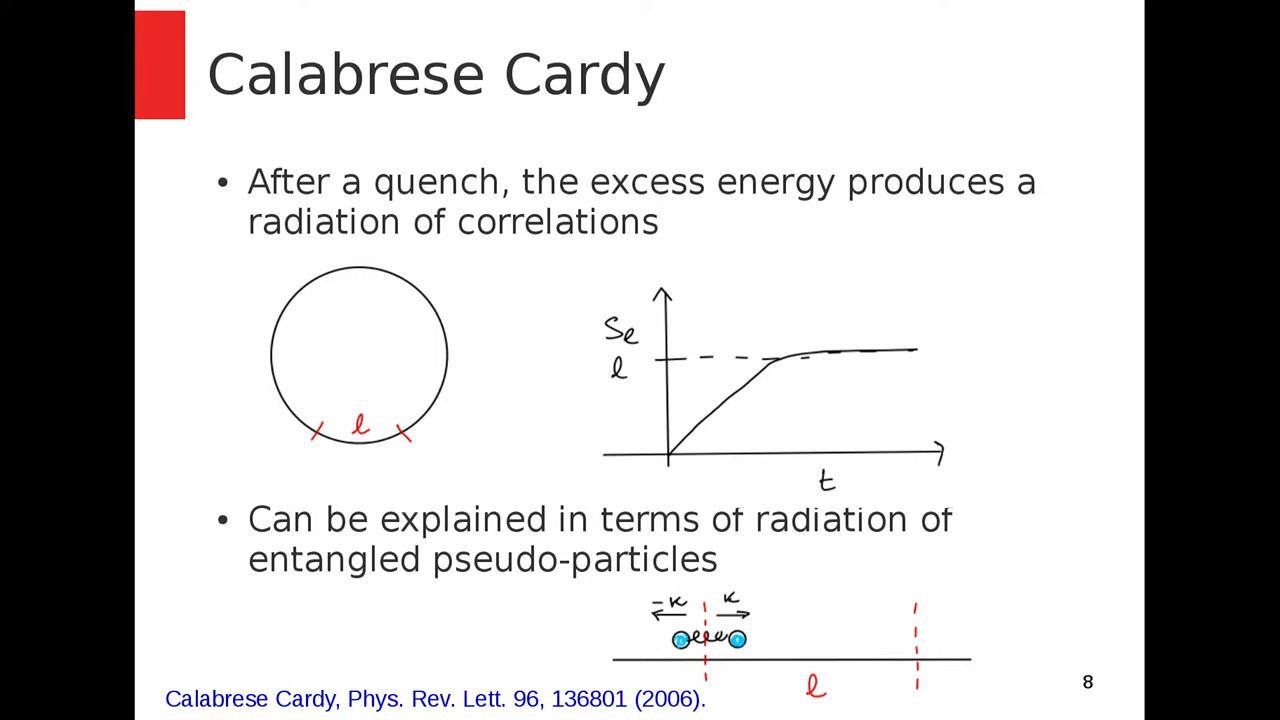 Calabrese Cardy
• After a quench, the excess energy produces a
radiation of correlations
Sℓ
ℓ
ℓ
t
• Can be explained in terms of radiation of
entangled pseudo-particles
-K K
ℓ
Calabrese Cardy, Phys. Rev. Lett. 96, 136801 (2006).
8